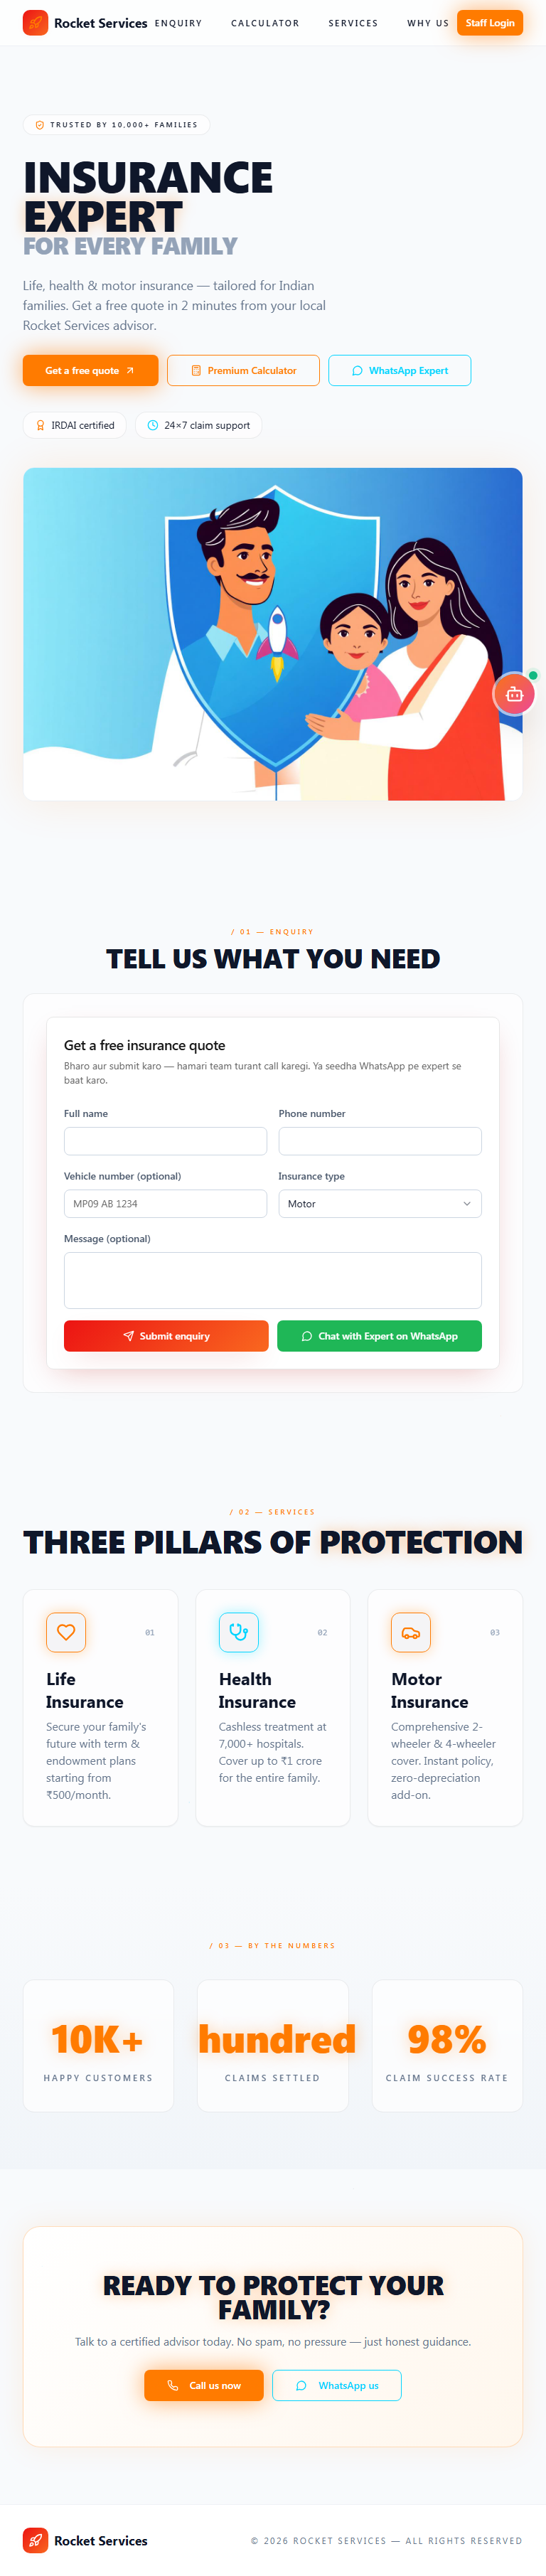 Rocket Services ENQUIRY CALCULATOR SERVICES WHY US Staff Login
TRUSTED BY 10,000+ FAMILIES
INSURANCE
EXPERT
FOR EVERY FAMILY
Life, health & motor insurance — tailored for Indian
families. Get a free quote in 2 minutes from your local
Rocket Services advisor.
Get a free quote Premium Calculator WhatsApp Expert
IRDAI certified 24×7 claim support
/ 01 — ENQUIRY
TELL US WHAT YOU NEED
Get a free insurance quote
Bharo aur submit karo — hamari team turant call karegi. Ya seedha WhatsApp pe expert se
baat karo.
Full name Phone number
Vehicle number (optional) Insurance type
MP09 AB 1234 Motor
Message (optional)
Submit enquiry Chat with Expert on WhatsApp
/ 02 — SERVICES
THREE PILLARS OF PROTECTION
01
Life
Insurance
Secure your family's
future with term &
endowment plans
starting from
₹500/month.
02
Health
Insurance
Cashless treatment at
7,000+ hospitals.
Cover up to ₹1 crore
for the entire family.
03
Motor
Insurance
Comprehensive 2-
wheeler & 4-wheeler
cover. Instant policy,
zero-depreciation
add-on.
/ 03 — BY THE NUMBERS
10K+
HAPPY CUSTOMERS
hundred
CLAIMS SETTLED
98%
CLAIM SUCCESS RATE
READY TO PROTECT YOUR
FAMILY?
Talk to a certified advisor today. No spam, no pressure — just honest guidance.
Call us now WhatsApp us
Rocket Services © 2026 ROCKET SERVICES — ALL RIGHTS RESERVED